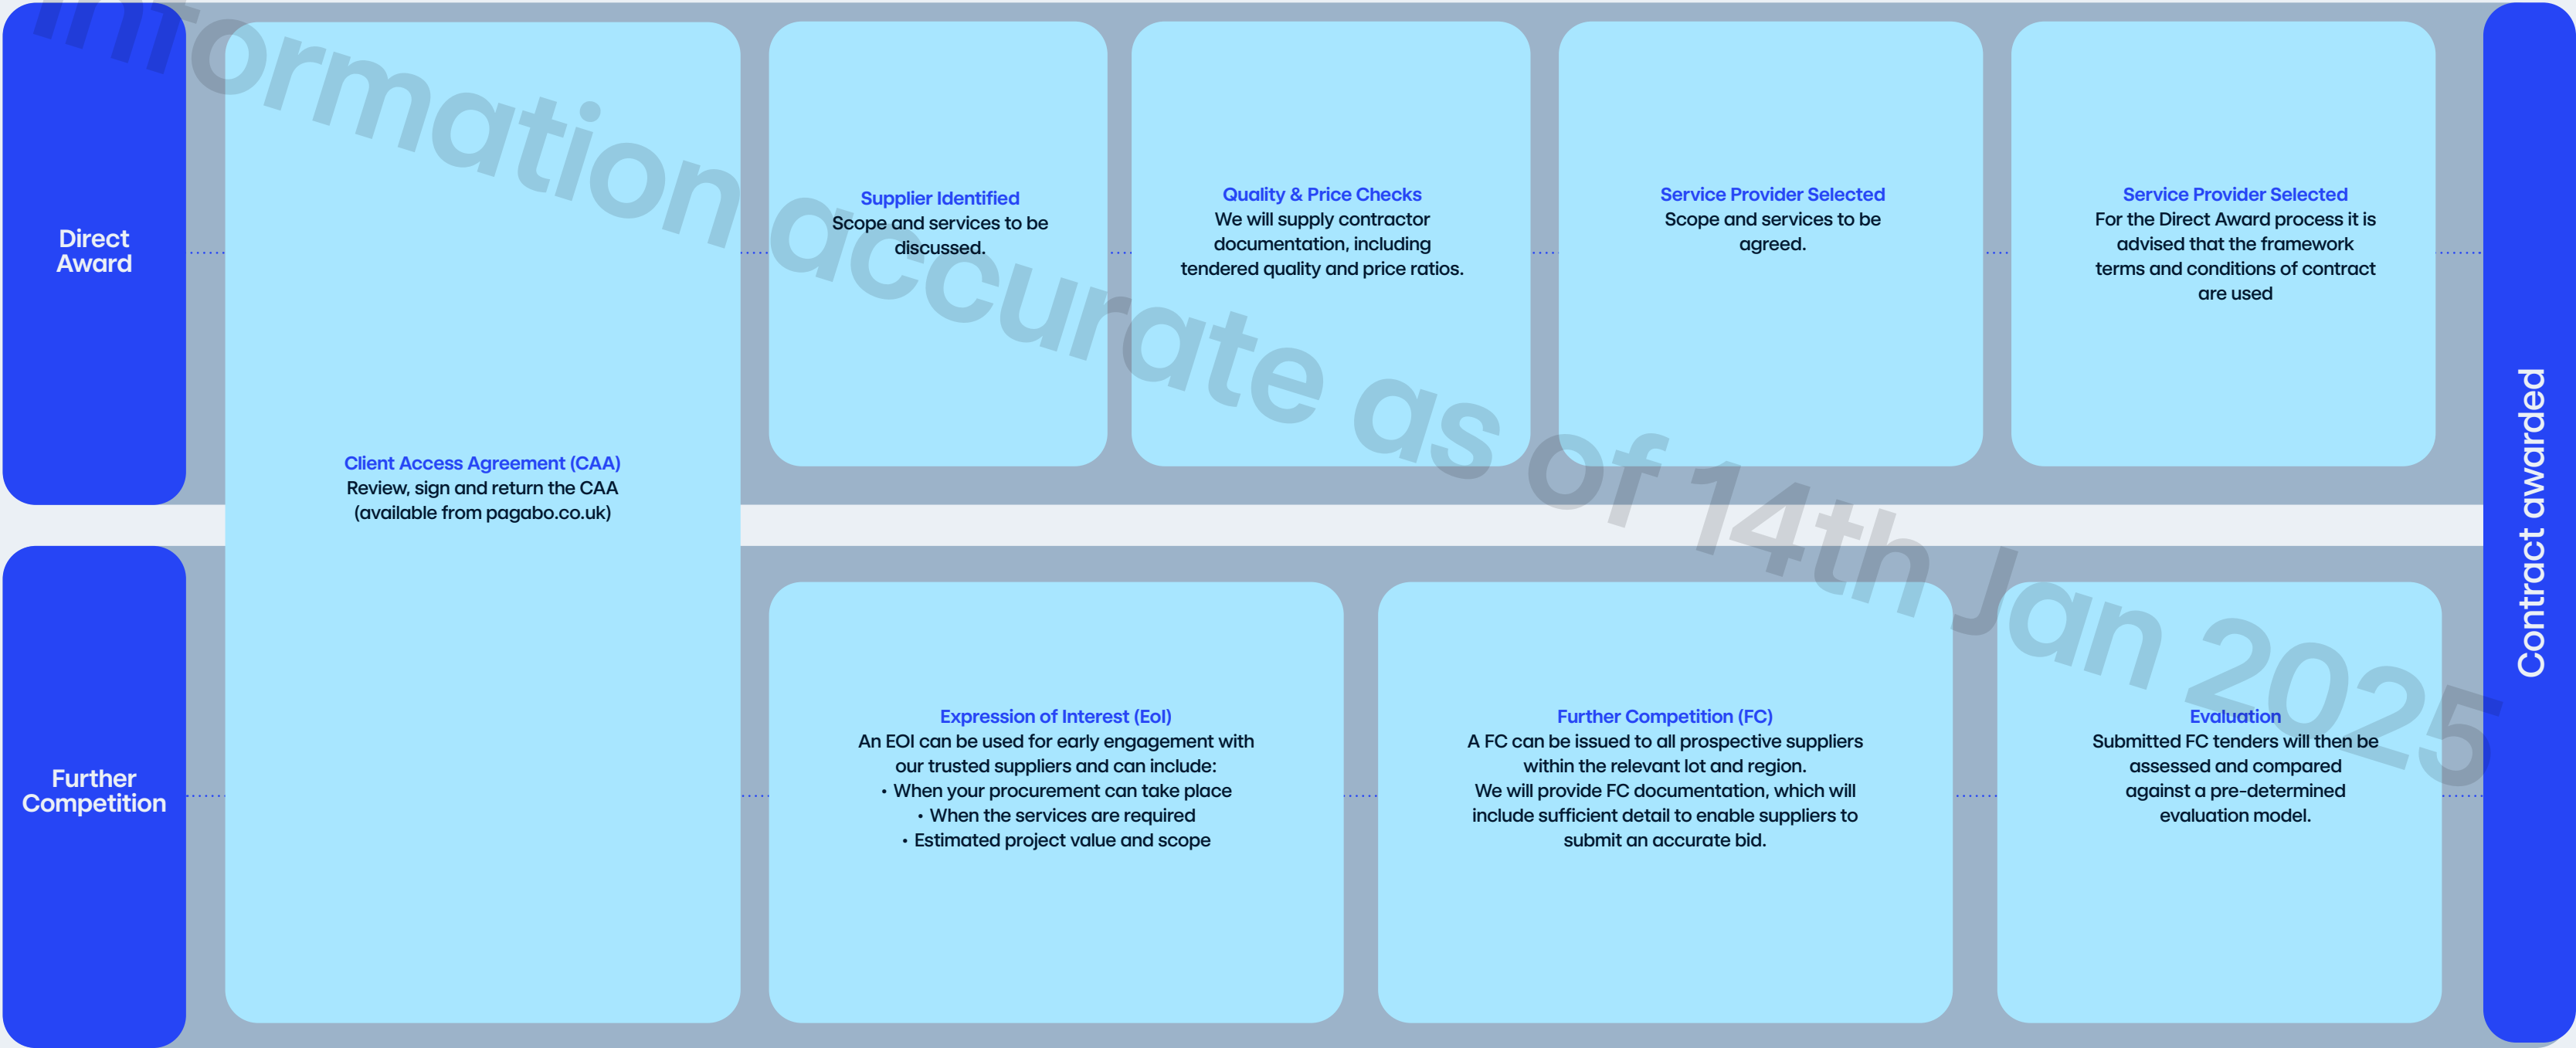 Information accurate as of 14th Jan 2025
Direct
Award
Client Access Agreement (CAA)
Review, sign and return the CAA
(available from pagabo.co.uk)
Supplier Identified
Scope and services to be
discussed.
Quality & Price Checks
We will supply contractor
documentation, including
tendered quality and price ratios.
Service Provider Selected
Scope and services to be
agreed.
Service Provider Selected
For the Direct Award process it is
advised that the framework
terms and conditions of contract
are used
Further
Competition
Expression of Interest (EoI)
An EOI can be used for early engagement with
our trusted suppliers and can include:
• When your procurement can take place
• When the services are required
• Estimated project value and scope
Further Competition (FC)
A FC can be issued to all prospective suppliers
within the relevant lot and region.
We will provide FC documentation, which will
include sufficient detail to enable suppliers to
submit an accurate bid.
Evaluation
Submitted FC tenders will then be
assessed and compared
against a pre-determined
evaluation model.
Contract awarded